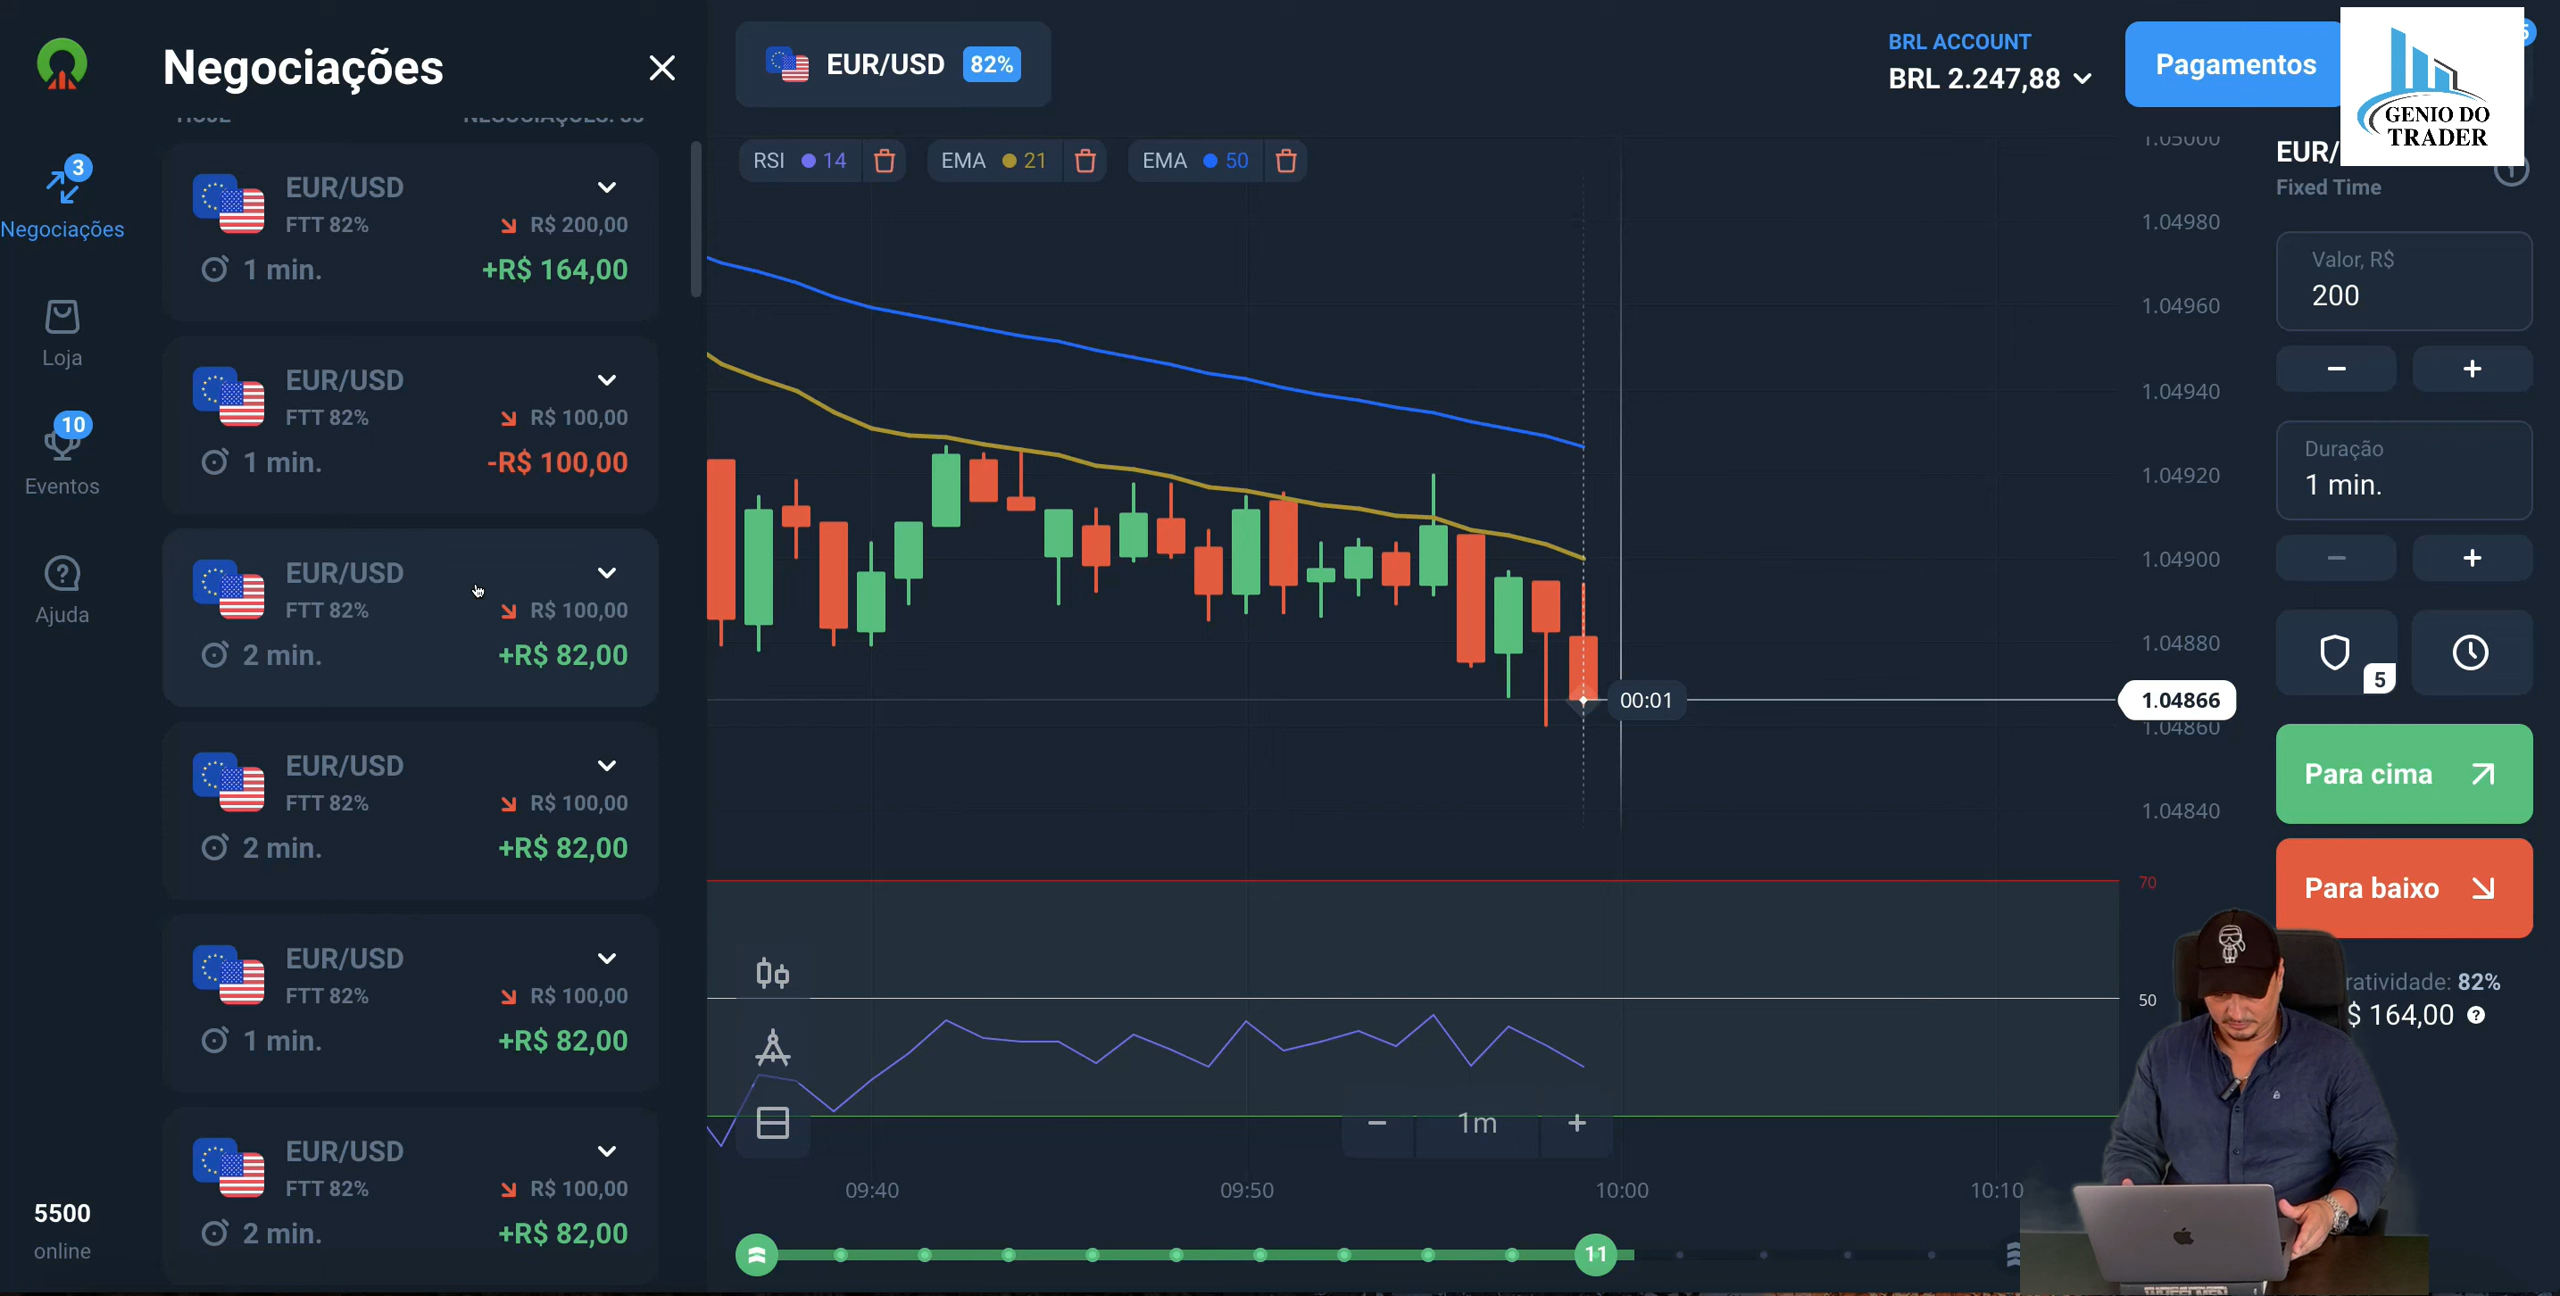 Negociações
3
Negociações
Loja
10
Eventos
Ajuda
5500
online
EUR/USD
FTT 82%
R$ 200,00
1 min.
+R$ 164,00
EUR/USD
FTT 82%
R$ 100,00
1 min.
-R$ 100,00
EUR/USD
FTT 82%
R$ 100,00
2 min.
+R$ 82,00
EUR/USD
FTT 82%
R$ 100,00
2 min.
+R$ 82,00
EUR/USD
FTT 82%
R$ 100,00
1 min.
+R$ 82,00
EUR/USD
FTT 82%
R$ 100,00
2 min.
+R$ 82,00
EUR/USD 82%
RSI 14
EMA 21
EMA 50
BRL ACCOUNT
BRL 2.247,88
Pagamentos
GENIO DO
TRADER
1.05000
1.04980
1.04960
1.04940
1.04920
1.04900
1.04880
1.04866
1.04860
1.04840
00:01
70
50
1m
09:40
09:50
10:00
10:10
11
EUR/
Fixed Time
Valor, R$
200
Duração
1 min.
5
Para cima
Para baixo
ratividade: 82%
$ 164,00